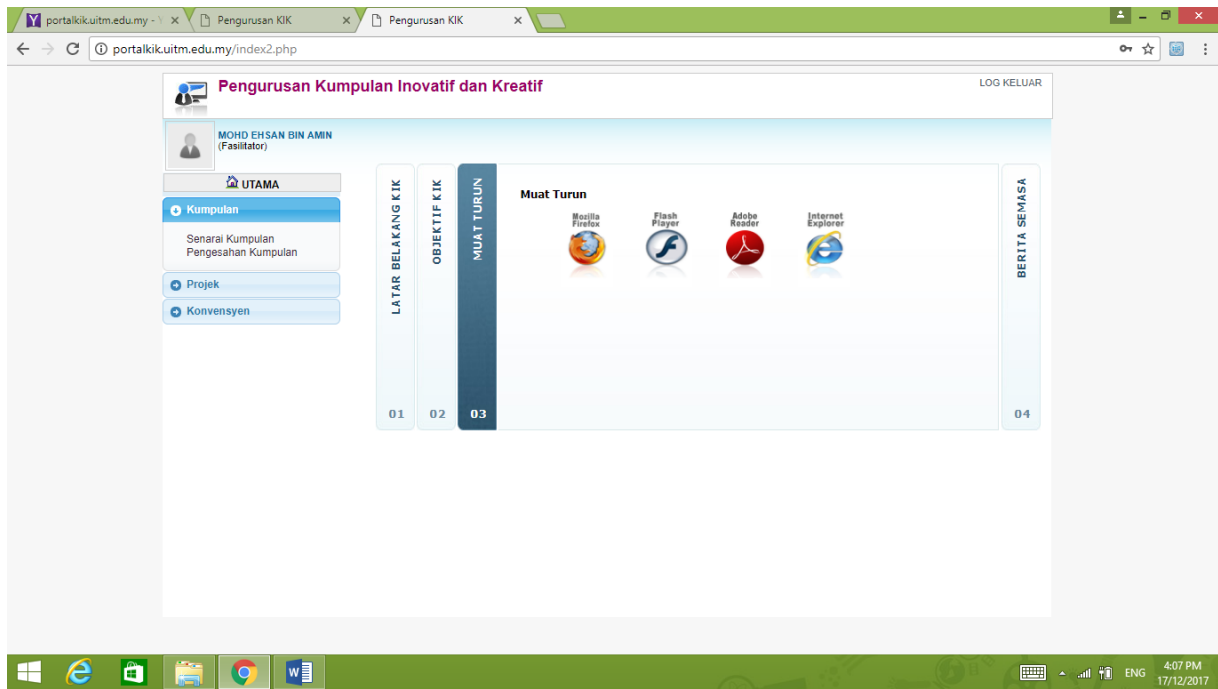 portalkik.uitm.edu.my - Y
Pengurusan KIK
Pengurusan KIK
portalkik.uitm.edu.my/index2.php
Pengurusan Kumpulan Inovatif dan Kreatif
LOG KELUAR
MOHD EHSAN BIN AMIN
(Fasilitator)
UTAMA
Kumpulan
Senarai Kumpulan
Pengesahan Kumpulan
Projek
Konvensyen
LATAR BELAKANG KIK
01
OBJEKTIF KIK
02
MUAT TURUN
03
Muat Turun
Mozilla
Firefox
Flash
Player
Adobe
Reader
Internet
Explorer
BERITA SEMASA
04
ENG
4:07 PM
17/12/2017